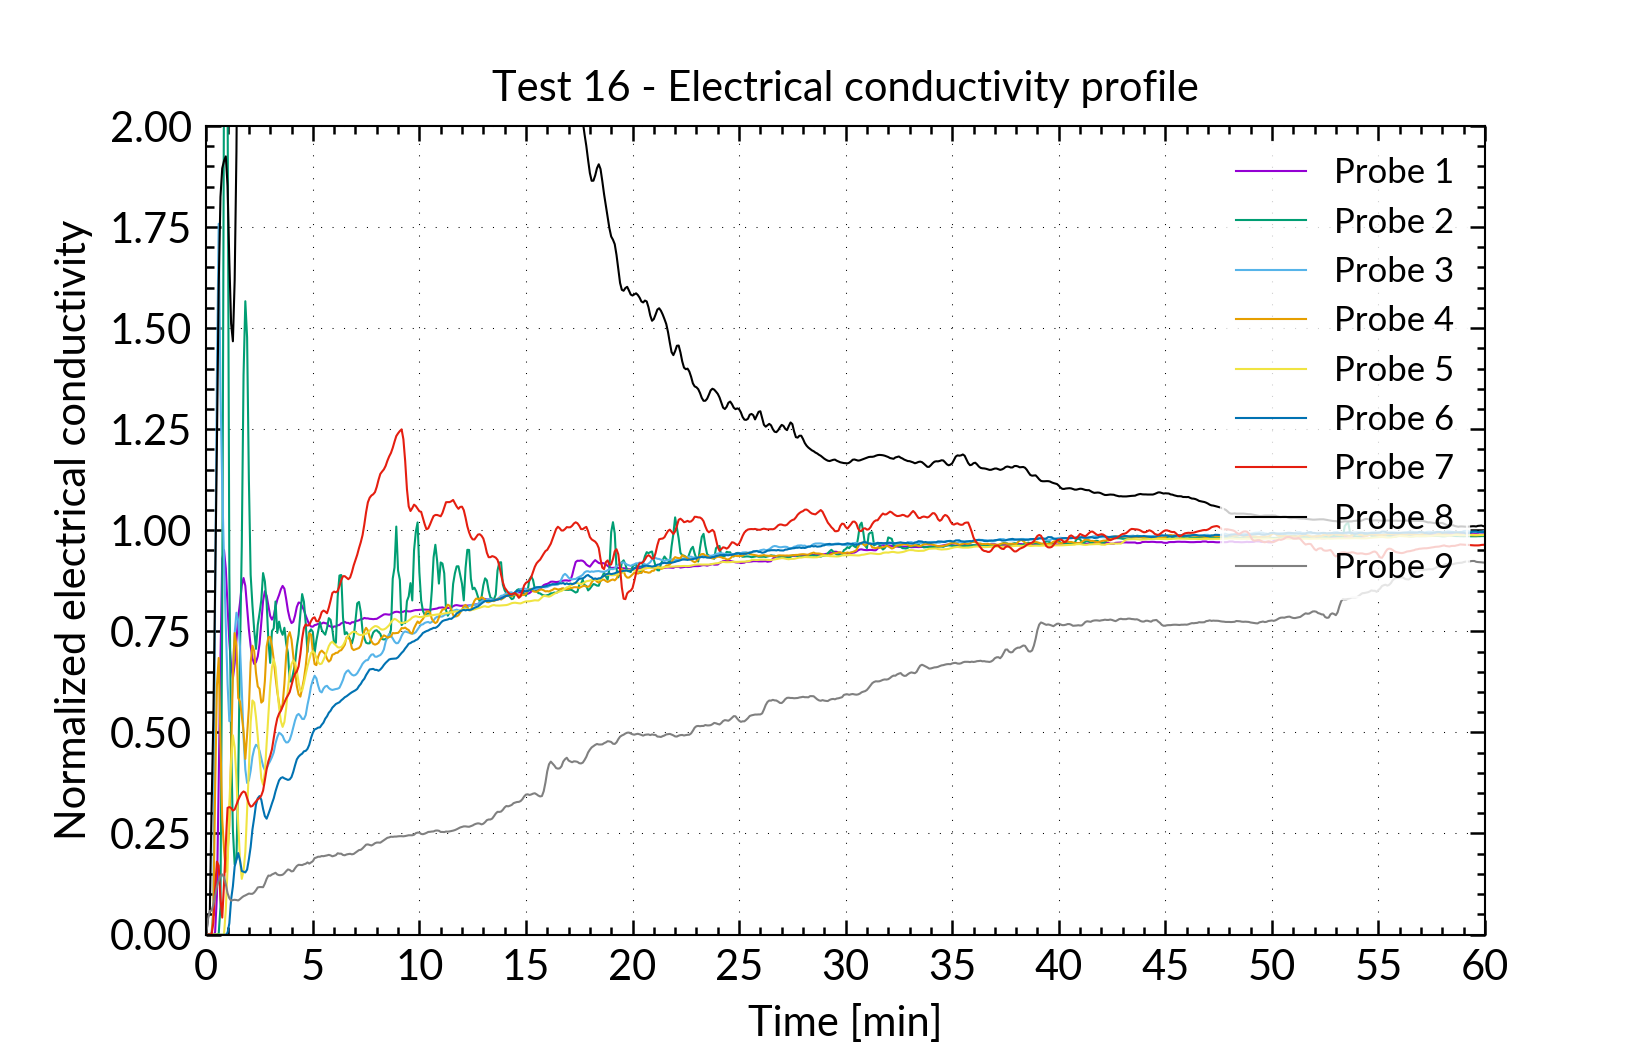 Test 16 - Electrical conductivity profile
Normalized electrical conductivity
2.00
1.75
1.50
1.25
1.00
0.75
0.50
0.25
0.00
Probe 1
Probe 2
Probe 3
Probe 4
Probe 5
Probe 6
Probe 7
Probe 8
Probe 9
0 5 10 15 20 25 30 35 40 45 50 55 60
Time [min]